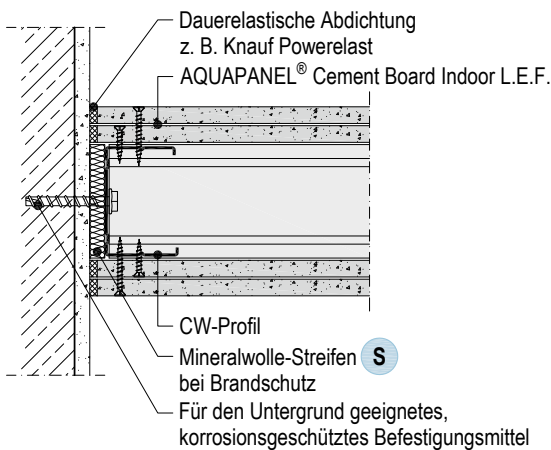 Dauerelastische Abdichtung
z. B. Knauf Powerelast
AQUAPANEL® Cement Board Indoor L.E.F.
CW-Profil
Mineralwolle-Streifen S
bei Brandschutz
Für den Untergrund geeignetes,
korrosionsgeschütztes Befestigungsmittel